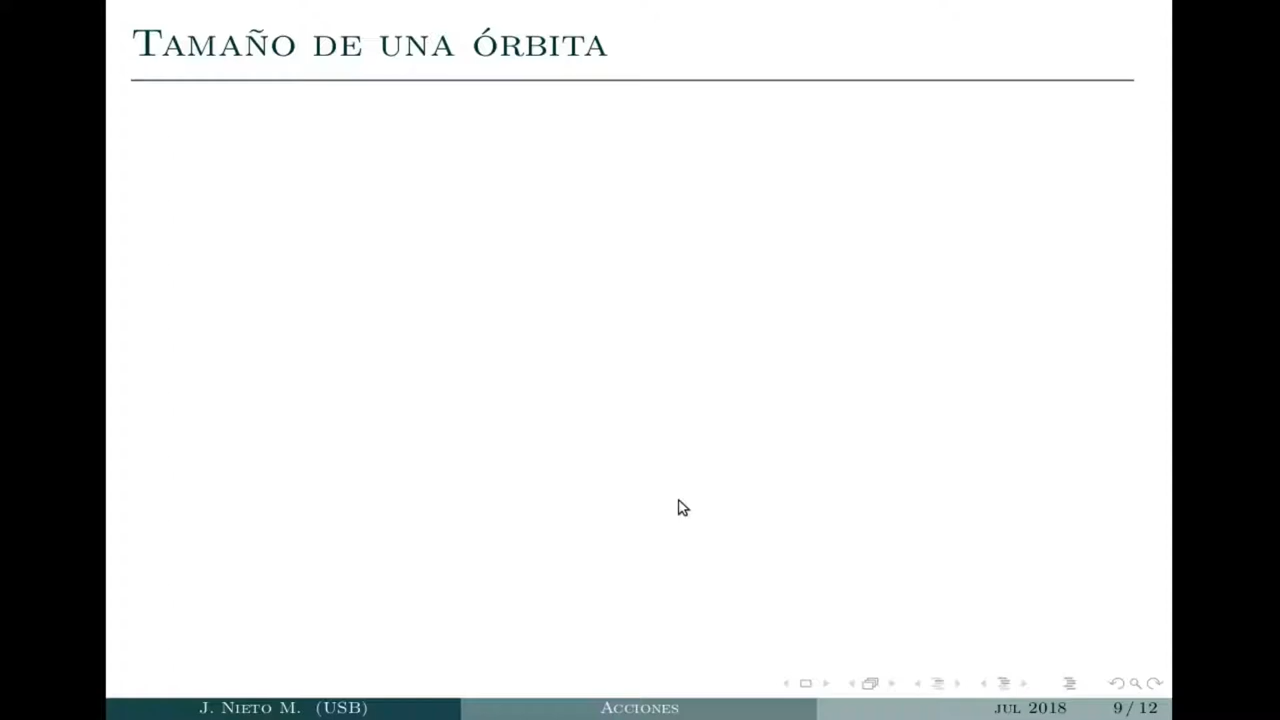 Tamaño de una órbita
J. Nieto M. (USB)
Acciones
jul 2018
9 / 12